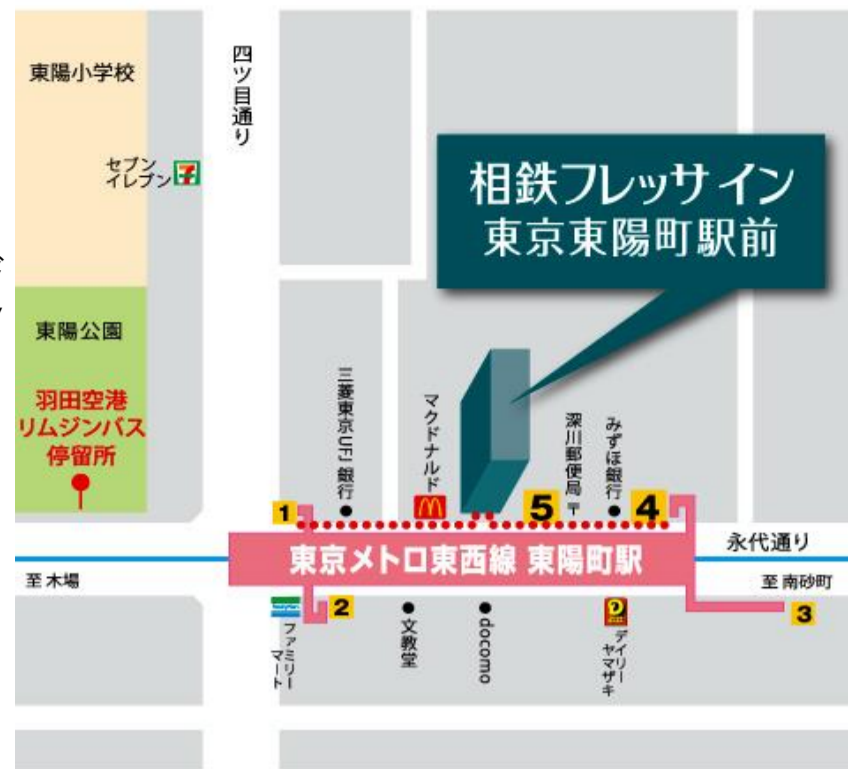 東陽小学校
四ツ目通り
セブン
イレブン
相鉄フレッサイン
東京東陽町駅前
東陽公園
羽田空港
リムジンバス
停留所
三菱東京UFJ銀行
マクドナルド
深川郵便局〒
みずほ銀行
1
5
4
東京メトロ東西線 東陽町駅
永代通り
至木場
至南砂町
2
3
FamilyMart
ファミリー
マート
文教堂
docomo
デイリー
ヤマザキ